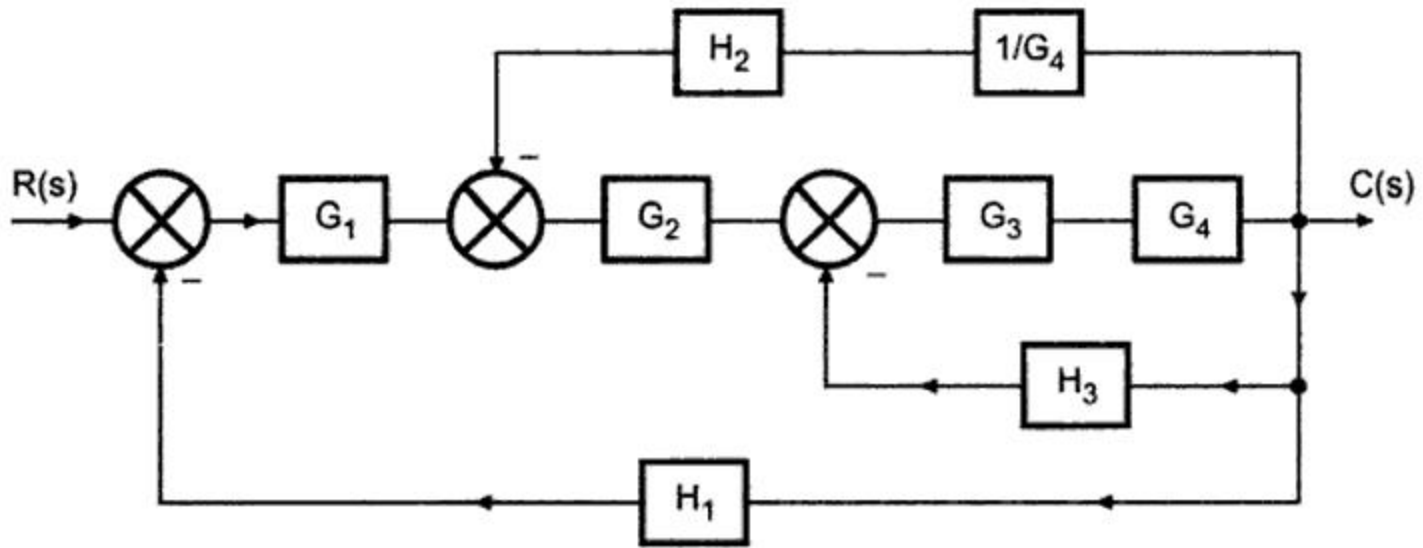 H₂ 1/G₄
R(s) G₁ – G₂ G₃ G₄ C(s)
– –
H₃
H₁